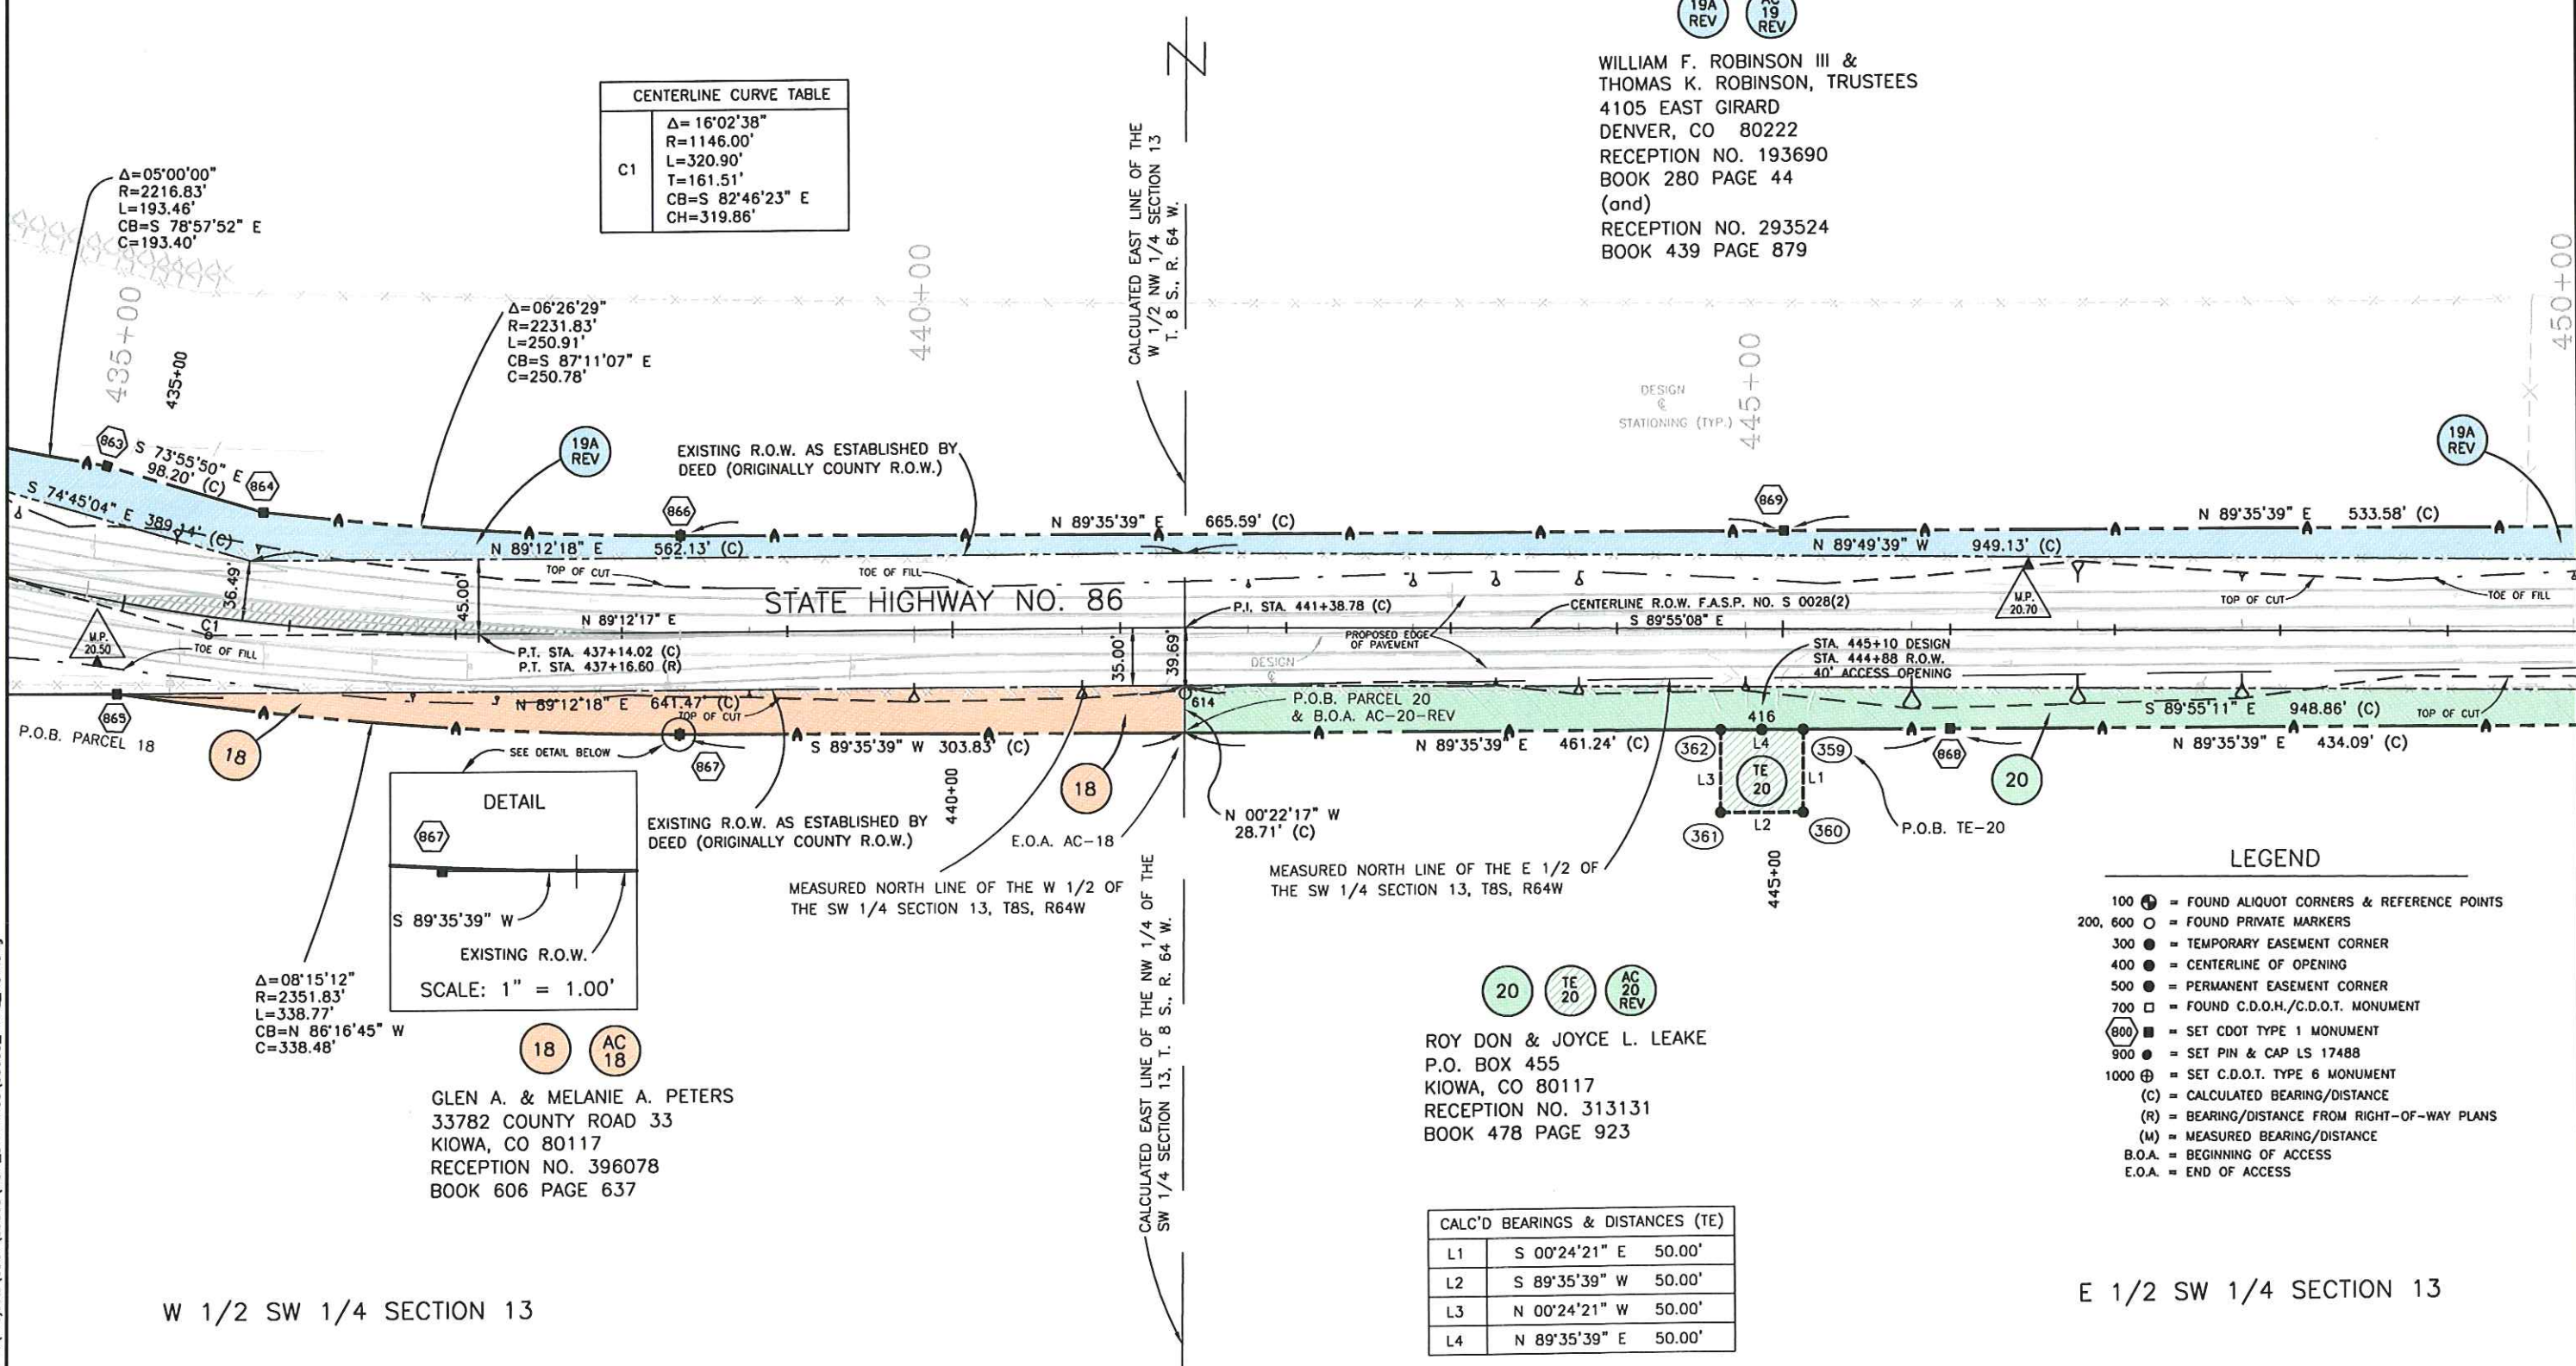 19A
REV
AC
19
REV
WILLIAM F. ROBINSON III &
THOMAS K. ROBINSON, TRUSTEES
4105 EAST GIRARD
DENVER, CO 80222
RECEPTION NO. 193690
BOOK 280 PAGE 44
(and)
RECEPTION NO. 293524
BOOK 439 PAGE 879
N
CENTERLINE CURVE TABLE
C1
Δ= 16°02'38"
R=1146.00'
L=320.90'
T=161.51'
CB=S 82°46'23" E
CH=319.86'
CALCULATED EAST LINE OF THE
W 1/2 NW 1/4 SECTION 13
T. 8 S., R. 64 W.
Δ=05°00'00"
R=2216.83'
L=193.46'
CB=S 78°57'52" E
C=193.40'
Δ=06°26'29"
R=2231.83'
L=250.91'
CB=S 87°11'07" E
C=250.78'
435+00
435+00
440+00
445+00
450+00
DESIGN
℄
STATIONING (TYP.)
863
S 73°55'50" E
98.20' (C)
864
19A
REV
EXISTING R.O.W. AS ESTABLISHED BY
DEED (ORIGINALLY COUNTY R.O.W.)
866
869
19A
REV
N 89°35'39" E 665.59' (C)
N 89°35'39" E 533.58' (C)
S 74°45'04" E 389.14' (C)
N 89°12'18" E 562.13' (C)
N 89°49'39" W 949.13' (C)
TOP OF CUT
TOE OF FILL
TOP OF CUT
TOE OF FILL
36.49'
45.00'
STATE HIGHWAY NO. 86
P.I. STA. 441+38.78 (C)
CENTERLINE R.O.W. F.A.S.P. NO. S 0028(2)
M.P.
20.70
C1
N 89°12'17" E
S 89°55'08" E
M.P.
20.50
TOE OF FILL
P.T. STA. 437+14.02 (C)
P.T. STA. 437+16.60 (R)
35.00'
39.69'
PROPOSED EDGE
OF PAVEMENT
DESIGN
℄
STA. 445+10 DESIGN
STA. 444+88 R.O.W.
40' ACCESS OPENING
N 89°12'18" E 641.47' (C)
TOP OF CUT
614
P.O.B. PARCEL 20
& B.O.A. AC-20-REV
416
S 89°55'11" E 948.86' (C)
TOP OF CUT
865
P.O.B. PARCEL 18
18
SEE DETAIL BELOW
867
S 89°35'39" W 303.83' (C)
N 89°35'39" E 461.24' (C)
362
L4
359
868
N 89°35'39" E 434.09' (C)
L3
TE
20
L1
20
361
L2
360
P.O.B. TE-20
DETAIL
867
S 89°35'39" W
EXISTING R.O.W.
SCALE: 1" = 1.00'
EXISTING R.O.W. AS ESTABLISHED BY
DEED (ORIGINALLY COUNTY R.O.W.)
440+00
18
E.O.A. AC-18
N 00°22'17" W
28.71' (C)
445+00
MEASURED NORTH LINE OF THE W 1/2 OF
THE SW 1/4 SECTION 13, T8S, R64W
MEASURED NORTH LINE OF THE E 1/2 OF
THE SW 1/4 SECTION 13, T8S, R64W
CALCULATED EAST LINE OF THE NW 1/4 OF THE
SW 1/4 SECTION 13, T. 8 S., R. 64 W.
Δ=08°15'12"
R=2351.83'
L=338.77'
CB=N 86°16'45" W
C=338.48'
18
AC
18
GLEN A. & MELANIE A. PETERS
33782 COUNTY ROAD 33
KIOWA, CO 80117
RECEPTION NO. 396078
BOOK 606 PAGE 637
20
TE
20
AC
20
REV
ROY DON & JOYCE L. LEAKE
P.O. BOX 455
KIOWA, CO 80117
RECEPTION NO. 313131
BOOK 478 PAGE 923
LEGEND
100 = FOUND ALIQUOT CORNERS & REFERENCE POINTS
200, 600 ○ = FOUND PRIVATE MARKERS
300 ● = TEMPORARY EASEMENT CORNER
400 ● = CENTERLINE OF OPENING
500 ● = PERMANENT EASEMENT CORNER
700 □ = FOUND C.D.O.H./C.D.O.T. MONUMENT
800 ■ = SET CDOT TYPE 1 MONUMENT
900 ● = SET PIN & CAP LS 17488
1000 ⊕ = SET C.D.O.T. TYPE 6 MONUMENT
(C) = CALCULATED BEARING/DISTANCE
(R) = BEARING/DISTANCE FROM RIGHT-OF-WAY PLANS
(M) = MEASURED BEARING/DISTANCE
B.O.A. = BEGINNING OF ACCESS
E.O.A. = END OF ACCESS
CALC'D BEARINGS & DISTANCES (TE)
L1 S 00°24'21" E 50.00'
L2 S 89°35'39" W 50.00'
L3 N 00°24'21" W 50.00'
L4 N 89°35'39" E 50.00'
W 1/2 SW 1/4 SECTION 13
E 1/2 SW 1/4 SECTION 13